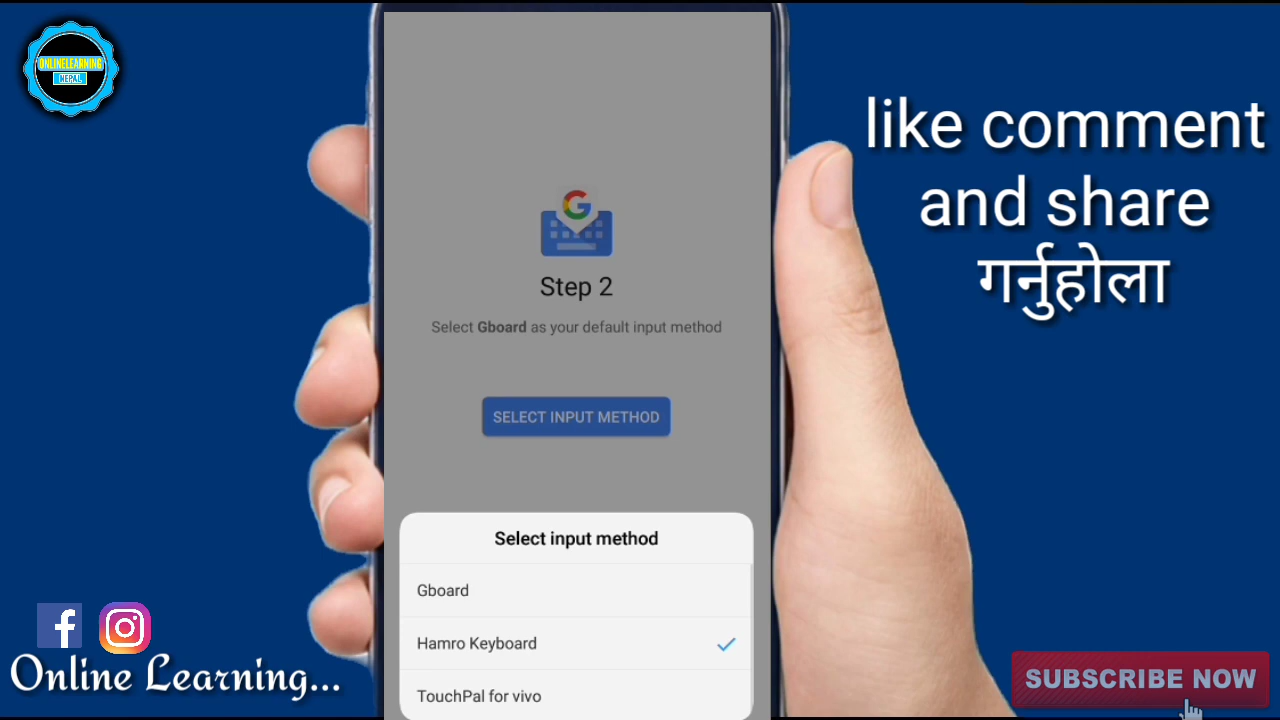 ONLINELEARNING
NEPAL
like comment
and share
गर्नुहोला
G
Step 2
Select Gboard as your default input method
SELECT INPUT METHOD
Select input method
Gboard
Hamro Keyboard
TouchPal for vivo
f
Online Learning...
SUBSCRIBE NOW